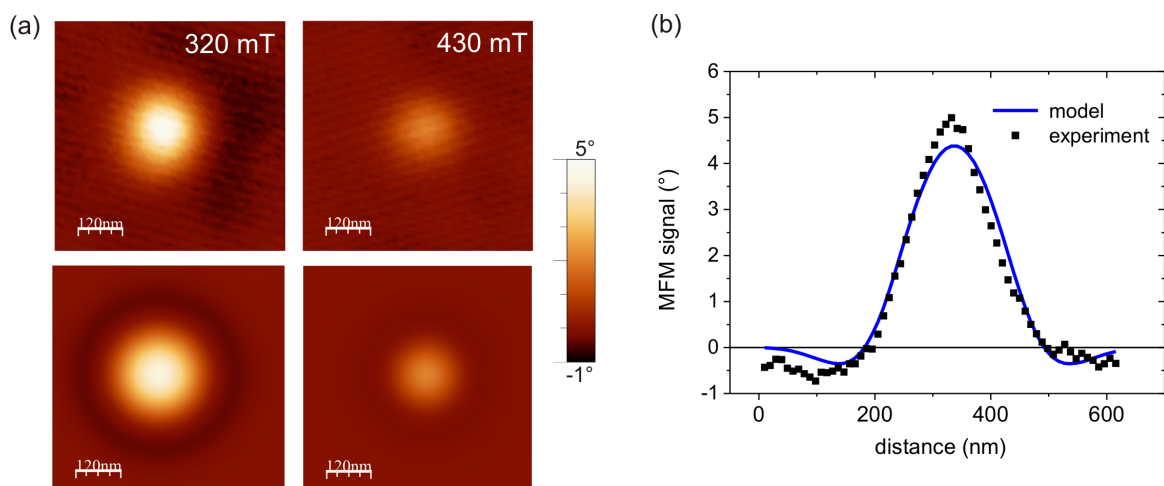 (a)
320 mT
430 mT
120nm
120nm
5°
-1°
120nm
120nm
(b)
6
5
4
3
2
1
0
-1
MFM signal (°)
model
experiment
0 200 400 600
distance (nm)